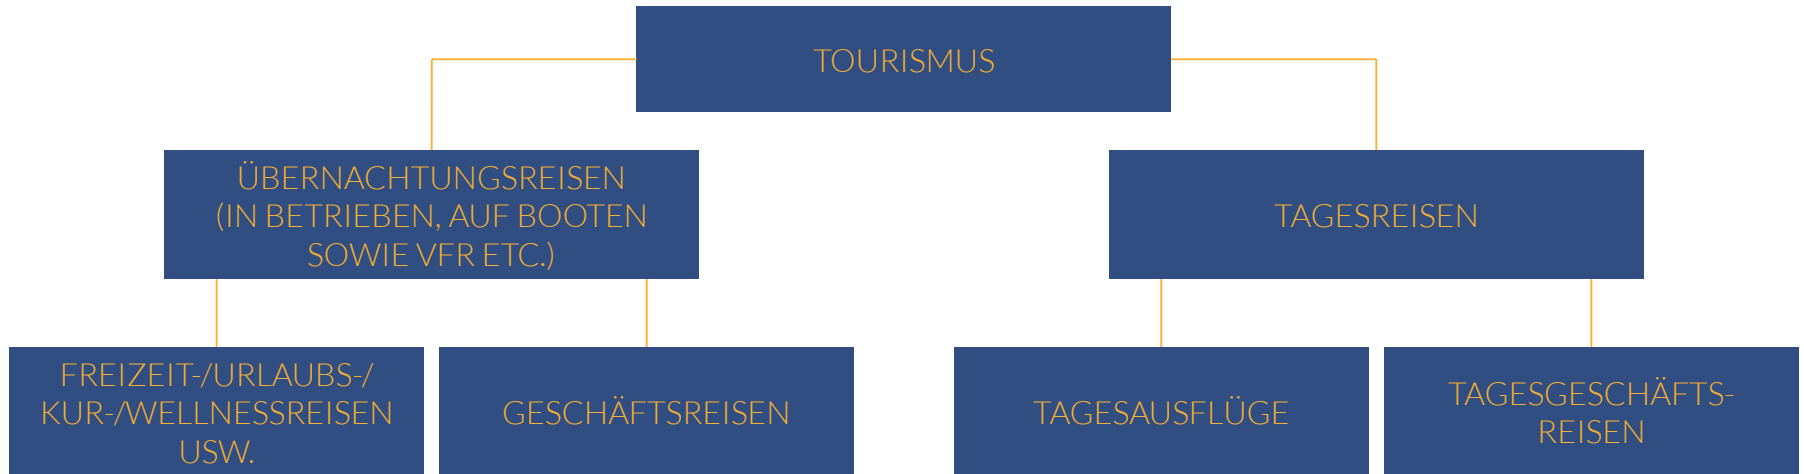 TOURISMUS
ÜBERNACHTUNGSREISEN
(IN BETRIEBEN, AUF BOOTEN
SOWIE VFR ETC.)
TAGESREISEN
FREIZEIT-/URLAUBS-/
KUR-/WELLNESSREISEN
USW.
GESCHÄFTSREISEN
TAGESAUSFLÜGE
TAGESGESCHÄFTS-
REISEN